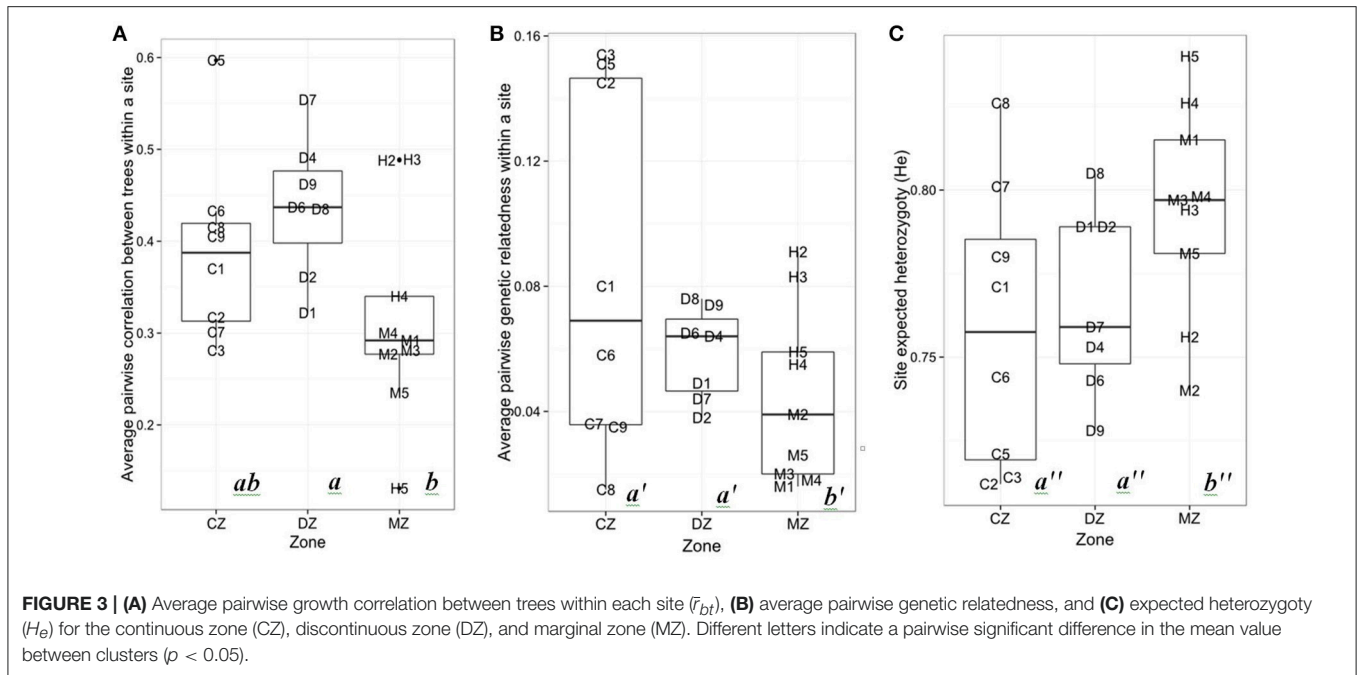 A
Average pairwise correlation between trees within a site
0.6
0.5
0.4
0.3
0.2
C5
C6
C8
C9
C1
C2
C7
C3
D7
D4
D9
D6 D8
D2
D1
H2 H3
H4
M4
M1
M3
M2
M5
H5
ab
a
b
CZ DZ MZ
Zone
B
Average pairwise genetic relatedness within a site
0.16
0.12
0.08
0.04
C3
C5
C2
C1
C6
C7 C9
C8
D8 D9
D6 D4
D1
D7
D2
H2
H3
H5
H4
M2
M5
M3
M4
M1
a'
a'
b'
CZ DZ MZ
Zone
C
Site expected heterozygoty (He)
0.80
0.75
C8
C7
C9
C1
C6
C5
C3
C2
D8
D1 D2
D7
D4
D6
D9
H5
H4
M1
M3 M4
H3
M5
H2
M2
a''
a''
b''
CZ DZ MZ
Zone
FIGURE 3 | (A) Average pairwise growth correlation between trees within each site (r̄bt), (B) average pairwise genetic relatedness, and (C) expected heterozygoty
(He) for the continuous zone (CZ), discontinuous zone (DZ), and marginal zone (MZ). Different letters indicate a pairwise significant difference in the mean value
between clusters (p < 0.05).